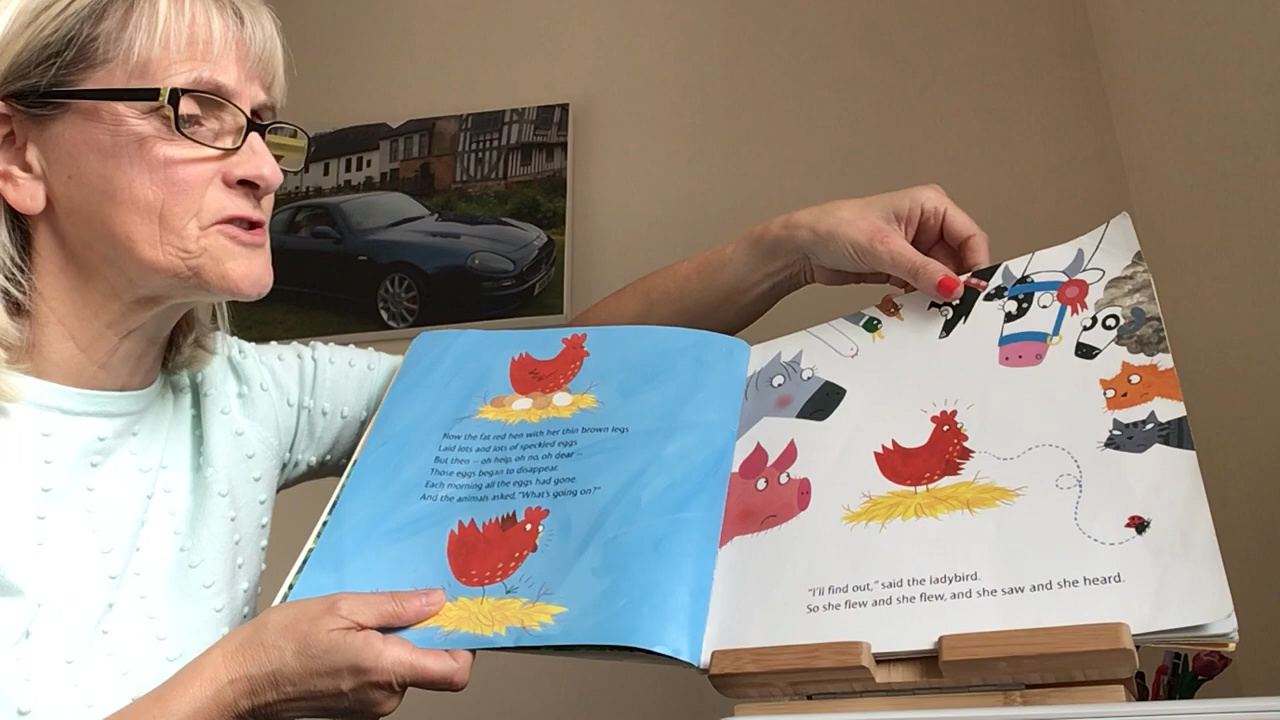 Now the fat red hen with her thin brown legs
Laid lots and lots of speckled eggs
But then – oh help, oh no, oh dear –
Those eggs began to disappear.
Each morning all the eggs had gone
And the animals asked, "What's going on?"
"I'll find out," said the ladybird.
So she flew and she flew, and she saw and she heard.